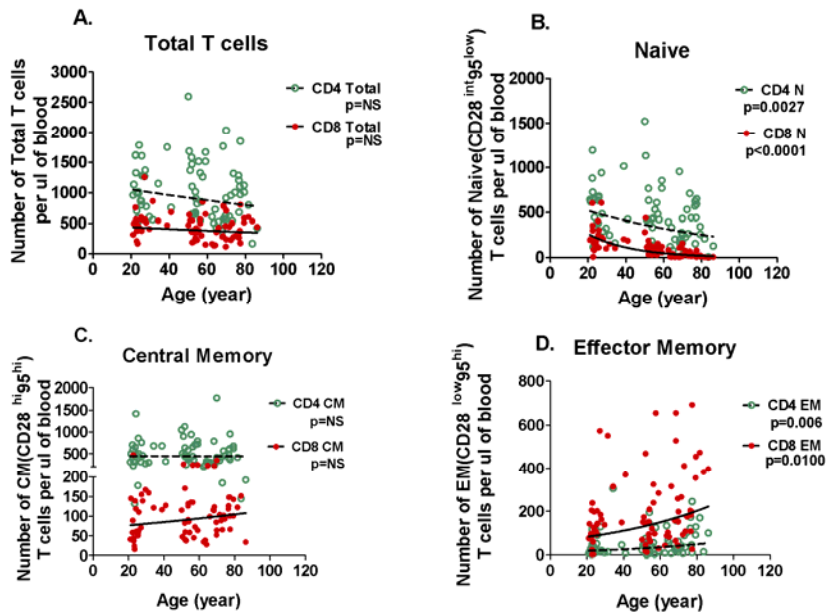 A.
Total T cells
Number of Total T cells
per ul of blood
3000
2500
2000
1500
1000
500
0
0 20 40 60 80 100 120
Age (year)
CD4 Total
p=NS
CD8 Total
p=NS
B.
Naive
Number of Naive(CD28 int95low)
T cells per ul of blood
2000
1500
1000
500
0
0 20 40 60 80 100 120
Age (year)
CD4 N
p=0.0027
CD8 N
p<0.0001
C.
Central Memory
Number of CM(CD28 hi95hi)
T cells per ul of blood
2000
1500
1000
500
200
150
100
50
0
0 20 40 60 80 100 120
Age (year)
CD4 CM
p=NS
CD8 CM
p=NS
D.
Effector Memory
Number of EM(CD28 low95hi)
T cells per ul of blood
800
600
400
200
0
0 20 40 60 80 100 120
Age (year)
CD4 EM
p=0.006
CD8 EM
p=0.0100